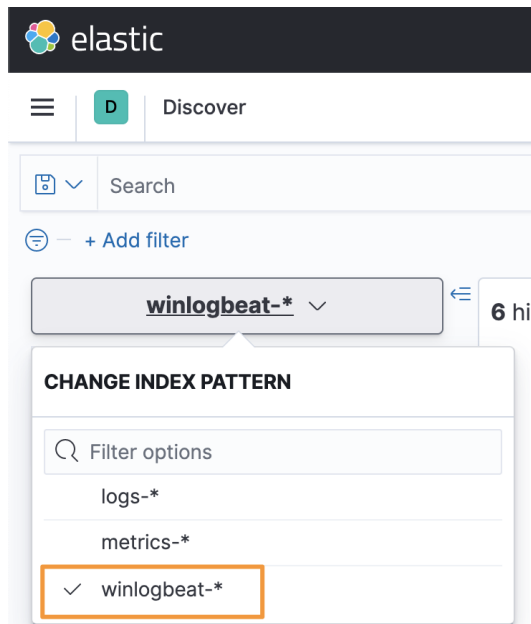 elastic
D Discover
Search
+ Add filter
winlogbeat-*
6 hi
CHANGE INDEX PATTERN
Filter options
logs-*
metrics-*
winlogbeat-*